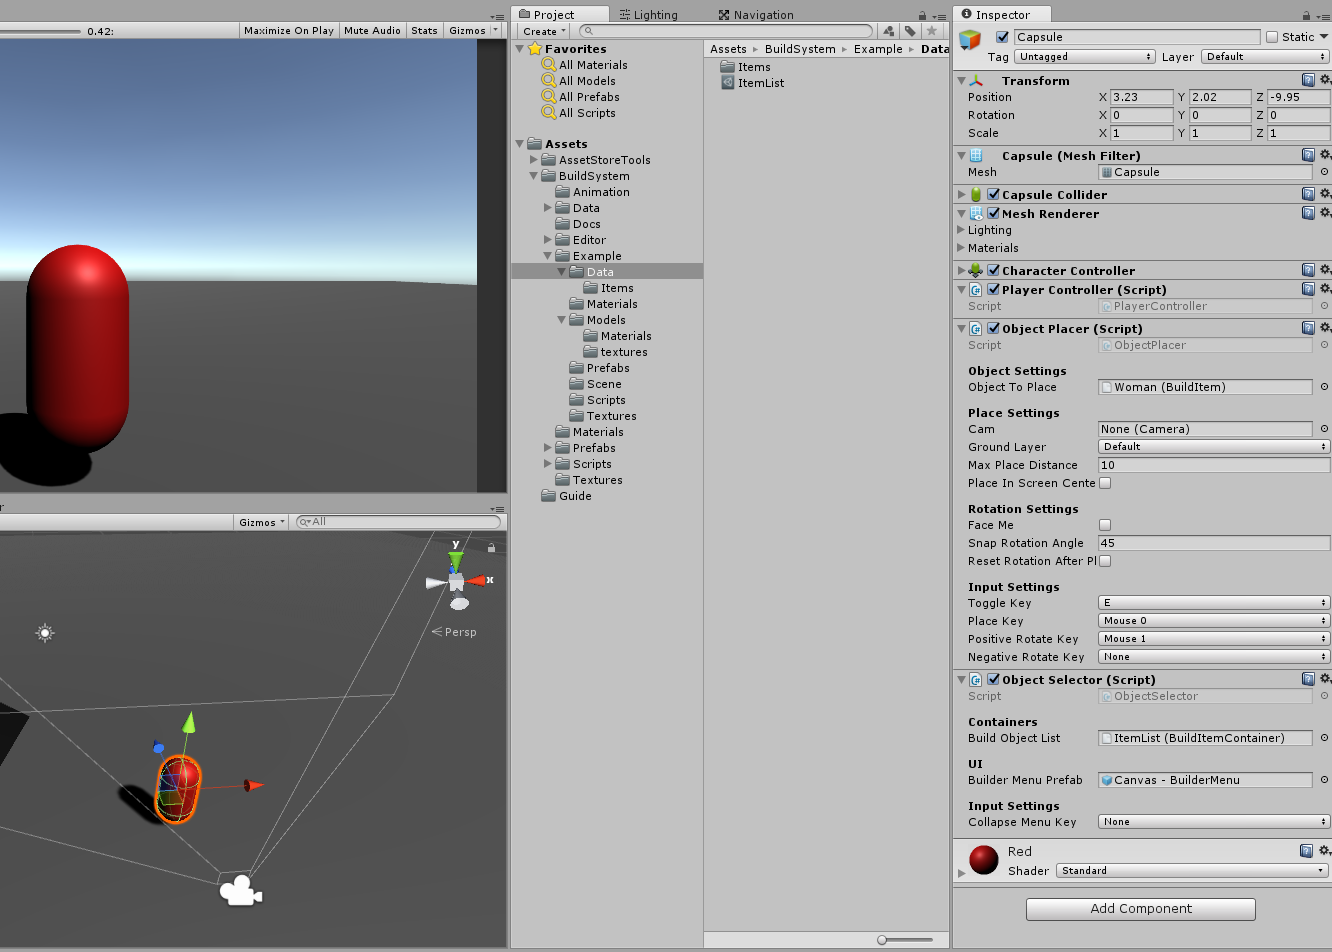 0.42:
Maximize On Play
Mute Audio
Stats
Gizmos
Gizmos
All
y
x
Persp
Project
Lighting
Navigation
Create
Favorites
All Materials
All Models
All Prefabs
All Scripts
Assets
AssetStoreTools
BuildSystem
Animation
Data
Docs
Editor
Example
Data
Items
Materials
Models
Materials
textures
Prefabs
Scene
Scripts
Textures
Materials
Prefabs
Scripts
Textures
Guide
Assets BuildSystem Example Data
Items
ItemList
Inspector
Capsule Static
Tag Untagged Layer Default
Transform
Position X 3.23 Y 2.02 Z -9.95
Rotation X 0 Y 0 Z 0
Scale X 1 Y 1 Z 1
Capsule (Mesh Filter)
Mesh Capsule
Capsule Collider
Mesh Renderer
Lighting
Materials
Character Controller
Player Controller (Script)
Script PlayerController
Object Placer (Script)
Script ObjectPlacer
Object Settings
Object To Place Woman (BuildItem)
Place Settings
Cam None (Camera)
Ground Layer Default
Max Place Distance 10
Place In Screen Cente
Rotation Settings
Face Me
Snap Rotation Angle 45
Reset Rotation After Pl
Input Settings
Toggle Key E
Place Key Mouse 0
Positive Rotate Key Mouse 1
Negative Rotate Key None
Object Selector (Script)
Script ObjectSelector
Containers
Build Object List ItemList (BuildItemContainer)
UI
Builder Menu Prefab Canvas - BuilderMenu
Input Settings
Collapse Menu Key None
Red
Shader Standard
Add Component